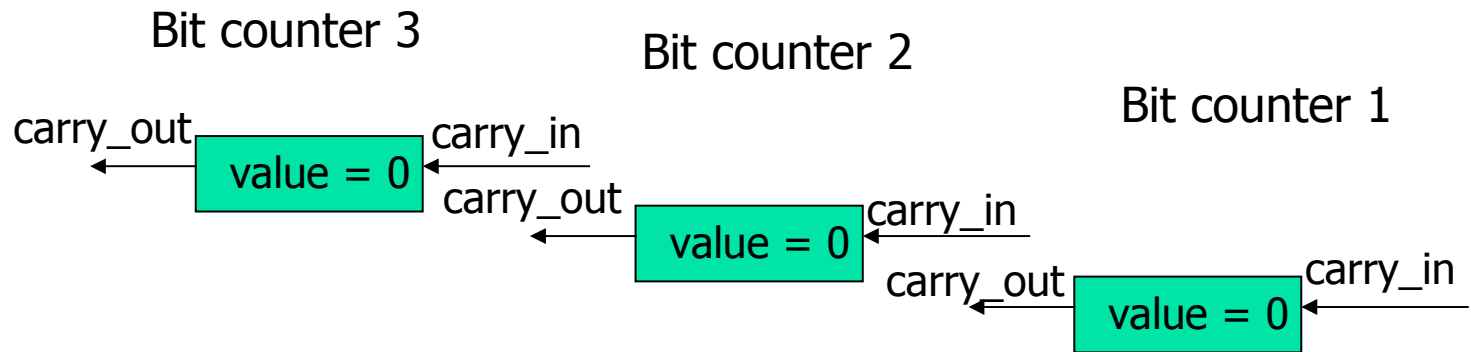 Bit counter 3
carry_out
carry_in
value = 0
Bit counter 2
carry_out
carry_in
value = 0
Bit counter 1
carry_out
carry_in
value = 0